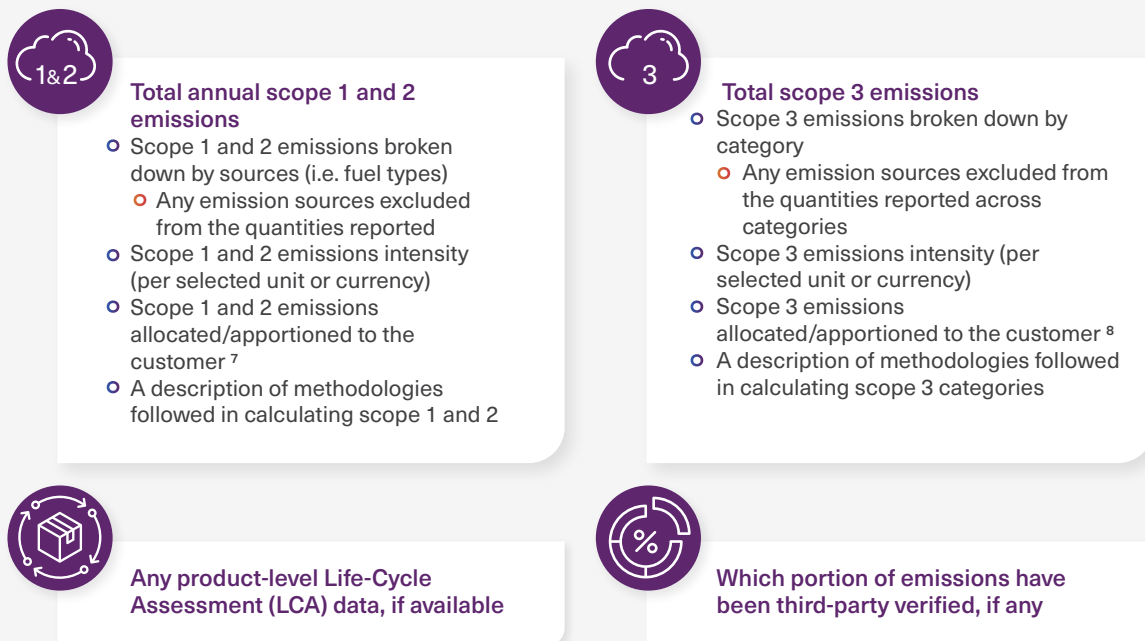 1&2
Total annual scope 1 and 2
emissions
Scope 1 and 2 emissions broken
down by sources (i.e. fuel types)
Any emission sources excluded
from the quantities reported
Scope 1 and 2 emissions intensity
(per selected unit or currency)
Scope 1 and 2 emissions
allocated/apportioned to the
customer ⁷
A description of methodologies
followed in calculating scope 1 and 2
3
Total scope 3 emissions
Scope 3 emissions broken down by
category
Any emission sources excluded from
the quantities reported across
categories
Scope 3 emissions intensity (per
selected unit or currency)
Scope 3 emissions
allocated/apportioned to the customer ⁸
A description of methodologies followed
in calculating scope 3 categories
Any product-level Life-Cycle
Assessment (LCA) data, if available
%
Which portion of emissions have
been third-party verified, if any